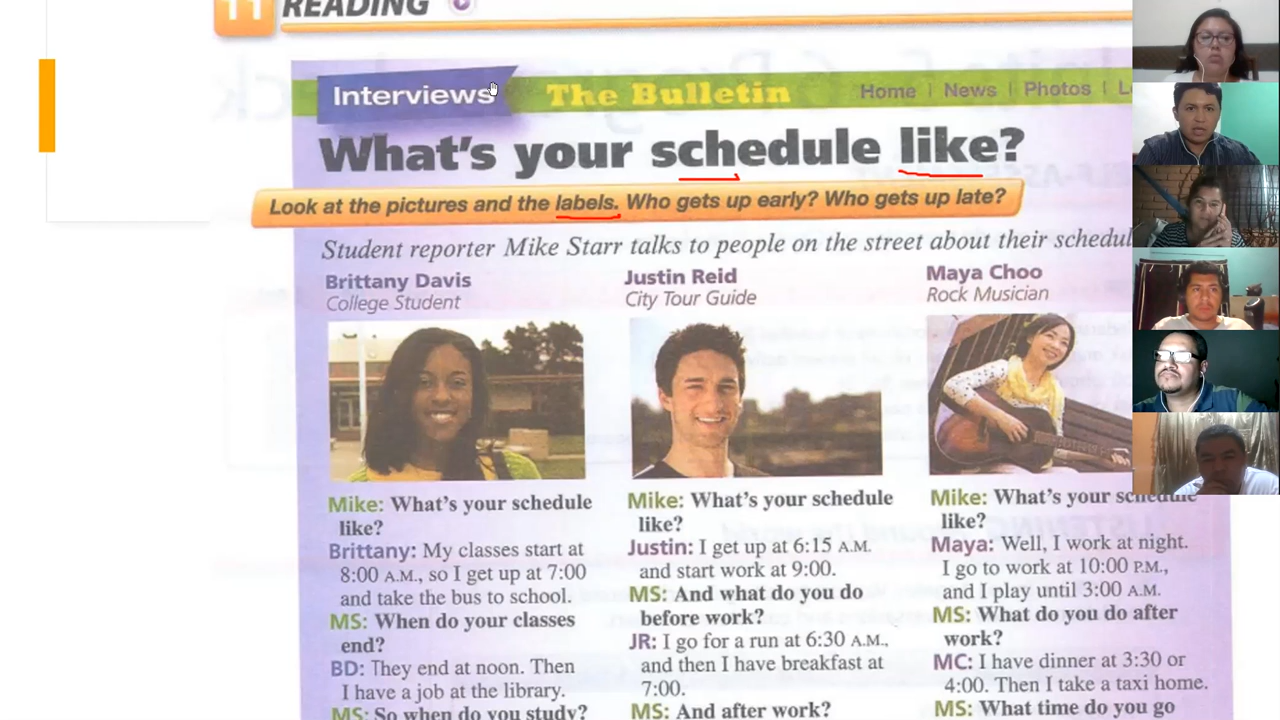 11 READING
Interviews The Bulletin Home | News | Photos |
What's your schedule like?
Look at the pictures and the labels. Who gets up early? Who gets up late?
Student reporter Mike Starr talks to people on the street about their
Brittany Davis
College Student
Mike: What's your schedule
like?
Brittany: My classes start at
8:00 A.M., so I get up at 7:00
and take the bus to school.
MS: When do your classes
end?
BD: They end at noon. Then
I have a job at the library.
MS: So when do you study?
Justin Reid
City Tour Guide
Mike: What's your schedule
like?
Justin: I get up at 6:15 A.M.
and start work at 9:00.
MS: And what do you do
before work?
JR: I go for a run at 6:30 A.M.,
and then I have breakfast at
7:00.
MS: And after work?
Maya Choo
Rock Musician
Mike: What's your schedule
like?
Maya: Well, I work at night.
I go to work at 10:00 P.M.,
and I play until 3:00 A.M.
MS: What do you do after
work?
MC: I have dinner at 3:30 or
4:00. Then I take a taxi home.
MS: What time do you go